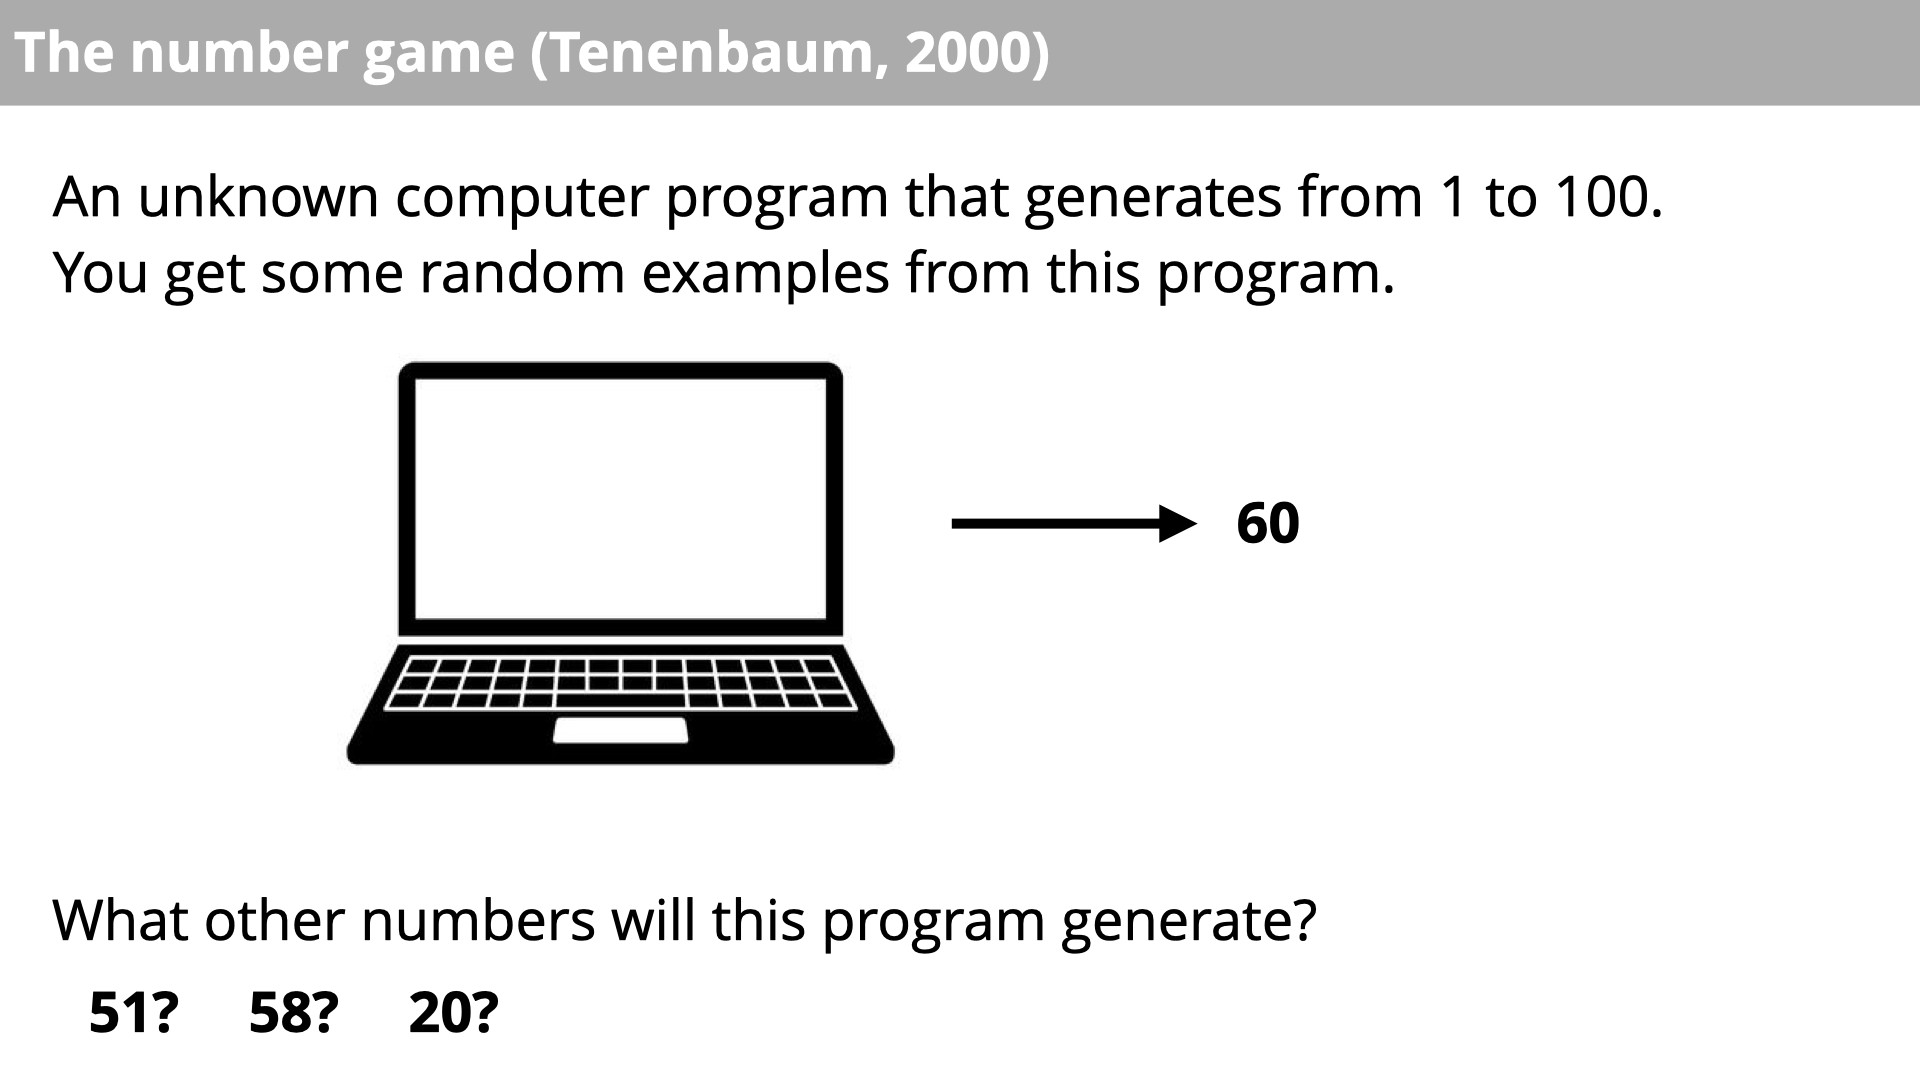 The number game (Tenenbaum, 2000)
An unknown computer program that generates from 1 to 100.
You get some random examples from this program.
60
What other numbers will this program generate?
51? 58? 20?